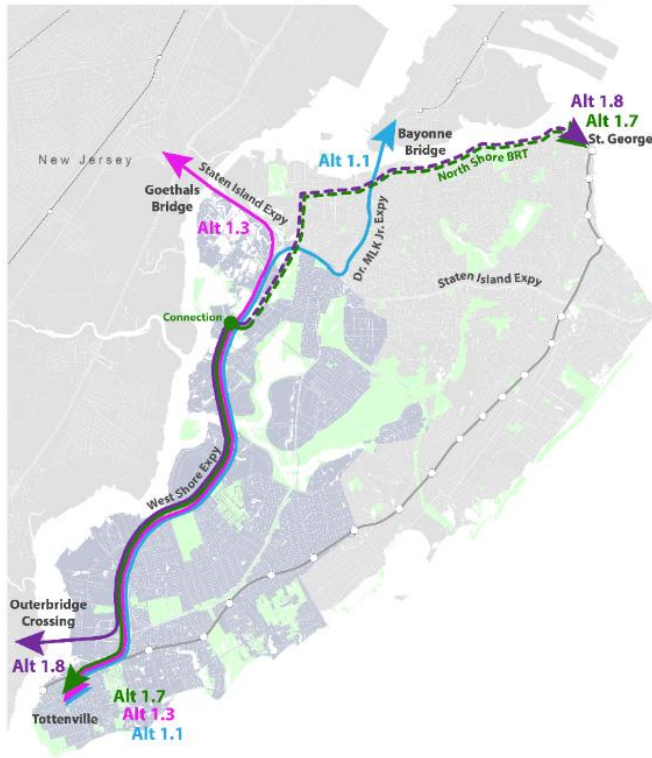 Alt 1.8
Alt 1.7
St. George
Bayonne
Bridge
Alt 1.1
North Shore BRT
New Jersey
Staten Island Expy
Goethals
Bridge
Alt 1.3
Dr. MLK Jr. Expy
Staten Island Expy
Connection
West Shore Expy
Outerbridge
Crossing
Alt 1.8
Alt 1.7
Alt 1.3
Alt 1.1
Tottenville